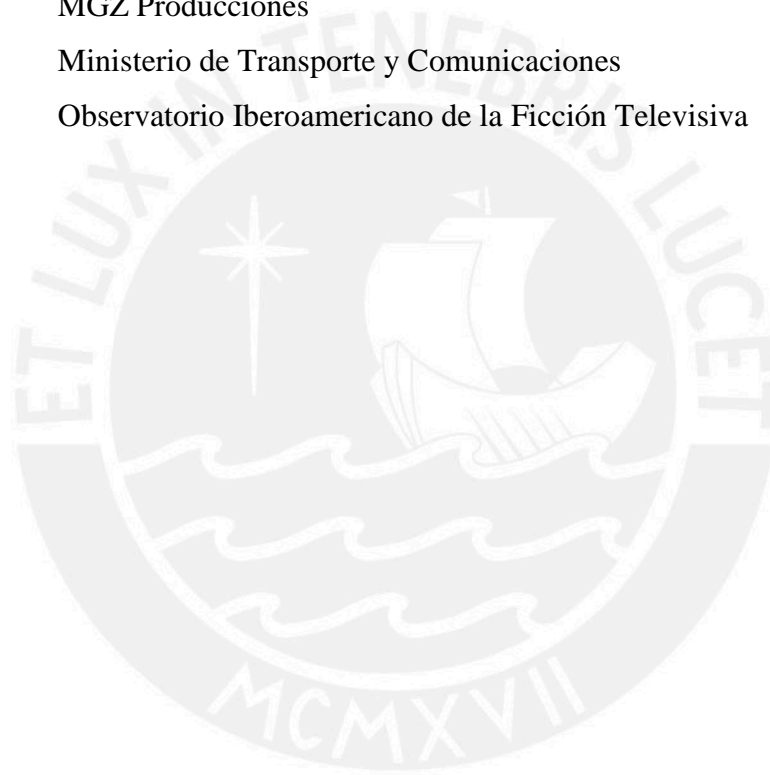 MGZ Producciones
Ministerio de Transporte y Comunicaciones
Observatorio Iberoamericano de la Ficción Televisiva
ET LUX IN TENEBRIS LUCET
MCMXVII